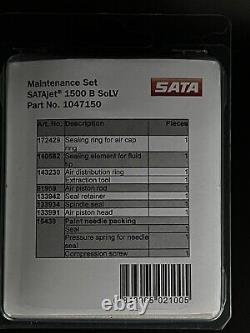 Maintenance Set
SATAjet® 1500 B SoLV
Part No. 1047150
SATA
Art. No. Description Pieces
172429 Sealing ring for air cap 1
ring
140582 Sealing element for fluid 1
tip
143230 Air distribution ring 1
Extraction tool 1
91959 Air piston rod 1
133942 Seal retainer 1
133934 Spindle seal 1
133991 Air piston head 1
15438 Paint needle packing 1
Seal 1
Pressure spring for needle 1
seal
Compression screw 1